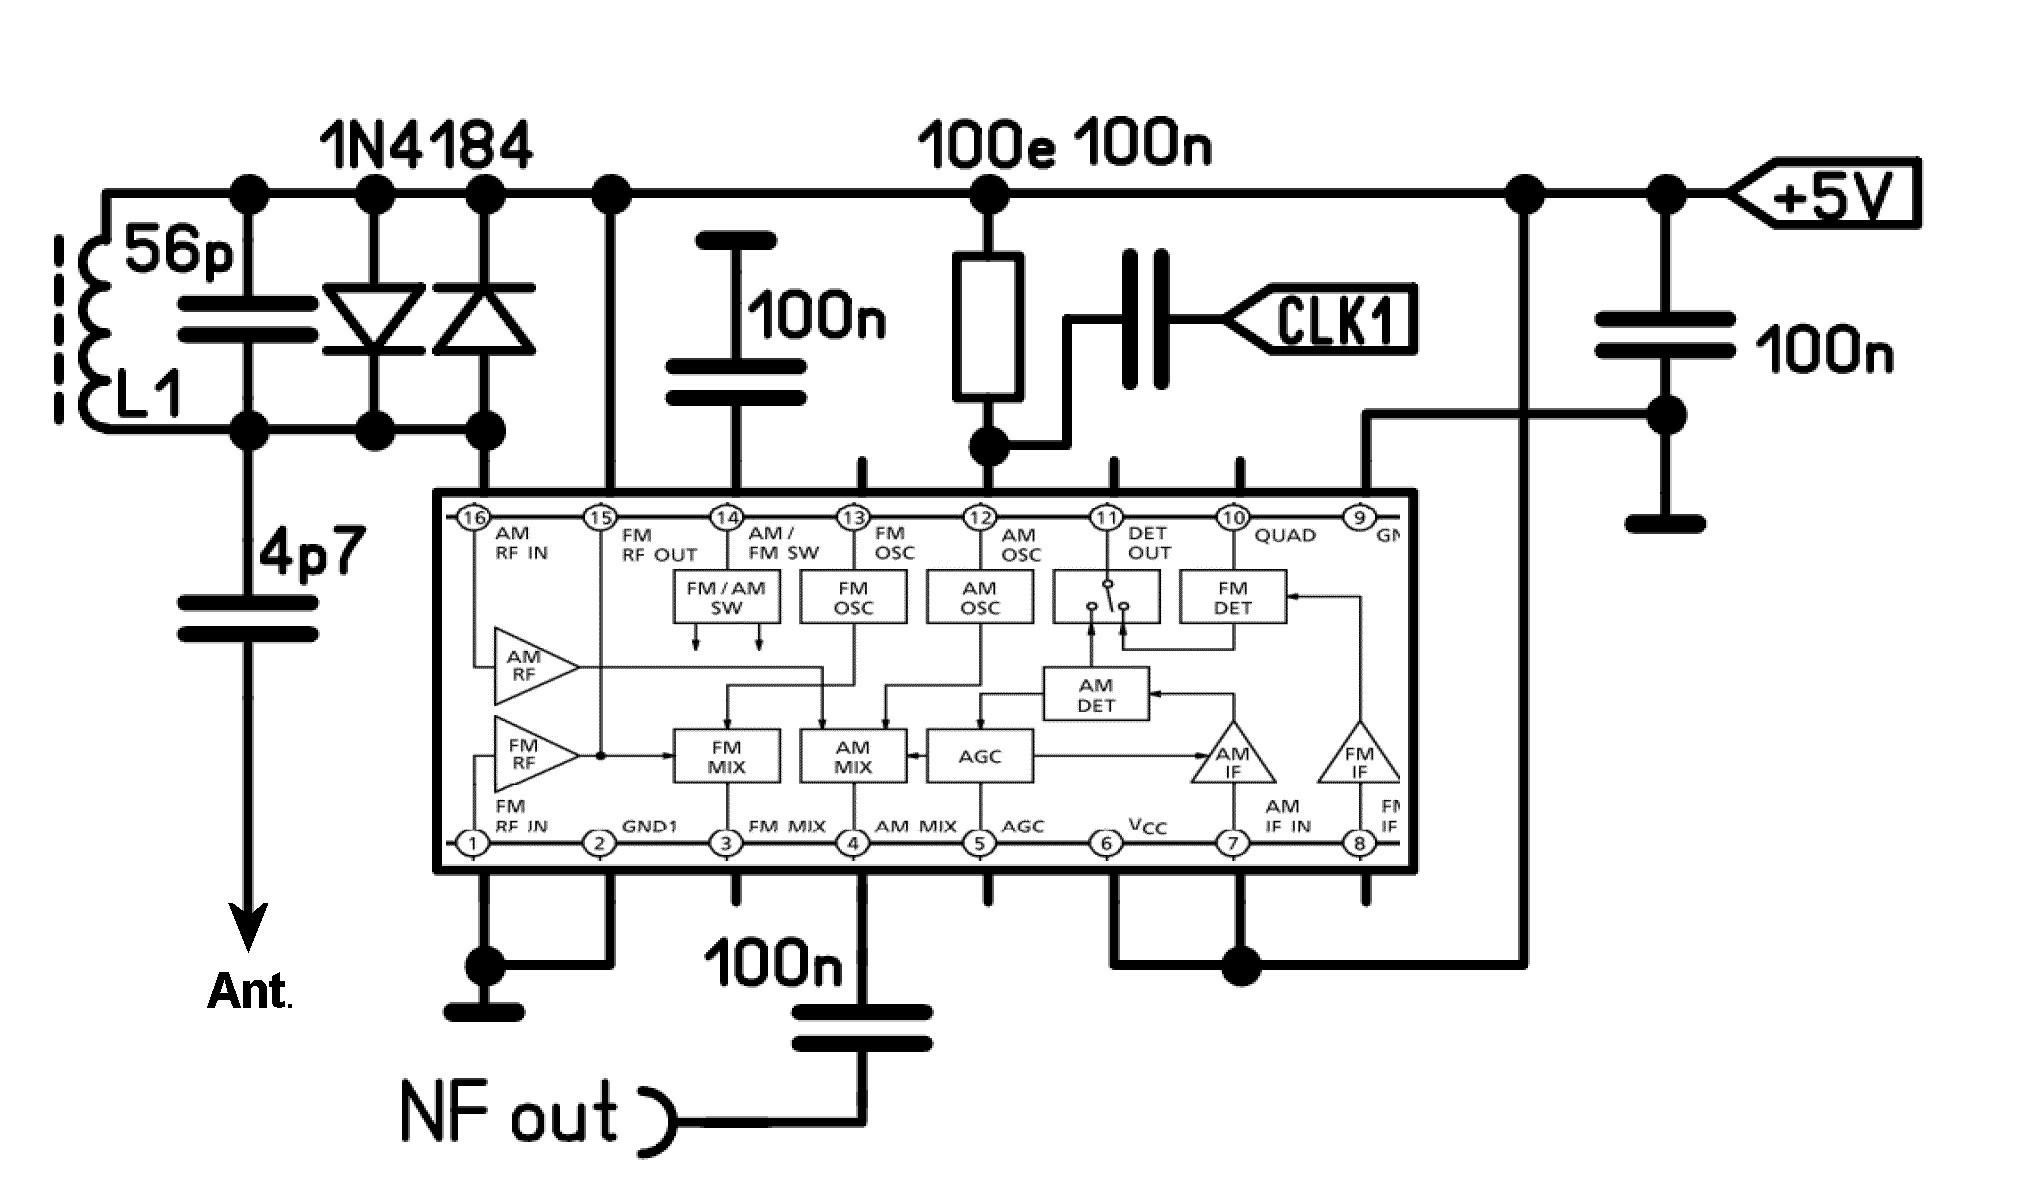 1N4184
100e 100n
+5V
56p
L1
100n
CLK1
100n
4p7
16 15 14 13 12 11 10 9
AM RF IN
FM RF OUT
AM / FM SW
FM OSC
AM OSC
DET OUT
QUAD
GN
FM / AM SW
FM OSC
AM OSC
FM DET
AM RF
AM DET
FM RF
FM MIX
AM MIX
AGC
AM IF
FM IF
FM RF IN
GND1
FM MIX
AM MIX
AGC
VCC
AM IF IN
FM IF
1 2 3 4 5 6 7 8
Ant.
100n
NF out